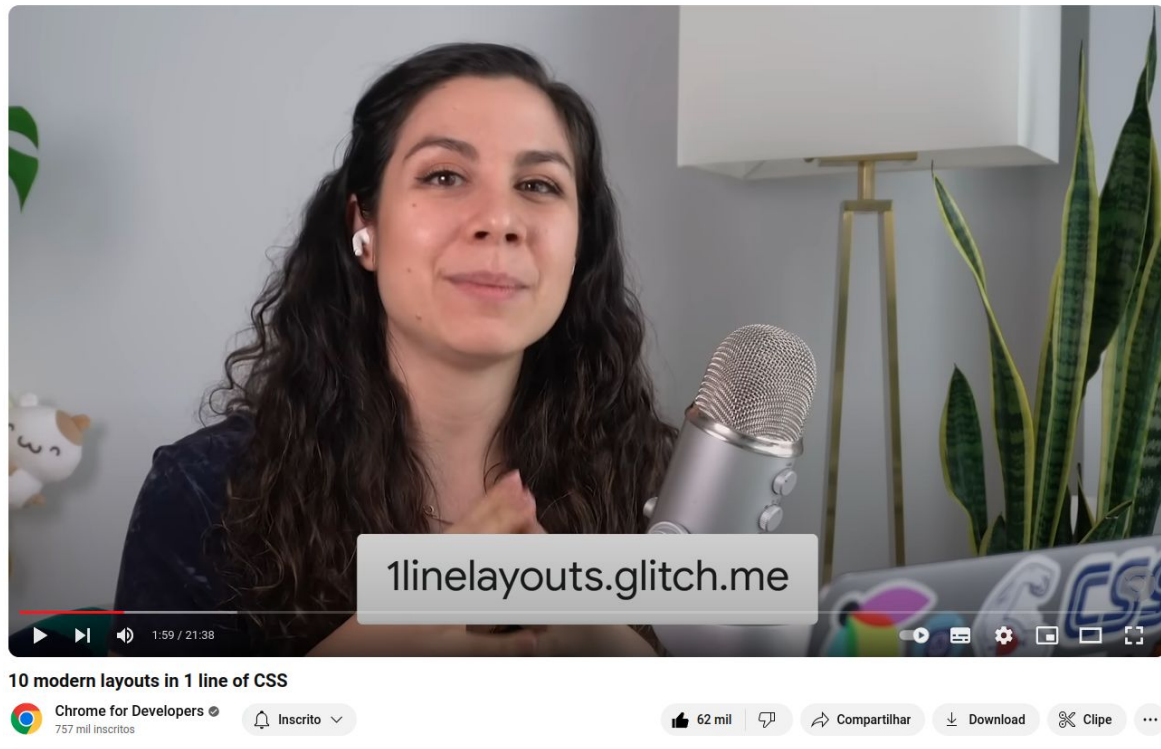 1linelayouts.glitch.me
CSS
1:59 / 21:38
10 modern layouts in 1 line of CSS
Chrome for Developers
757 mil inscritos
Inscrito
62 mil
Compartilhar
Download
Clipe